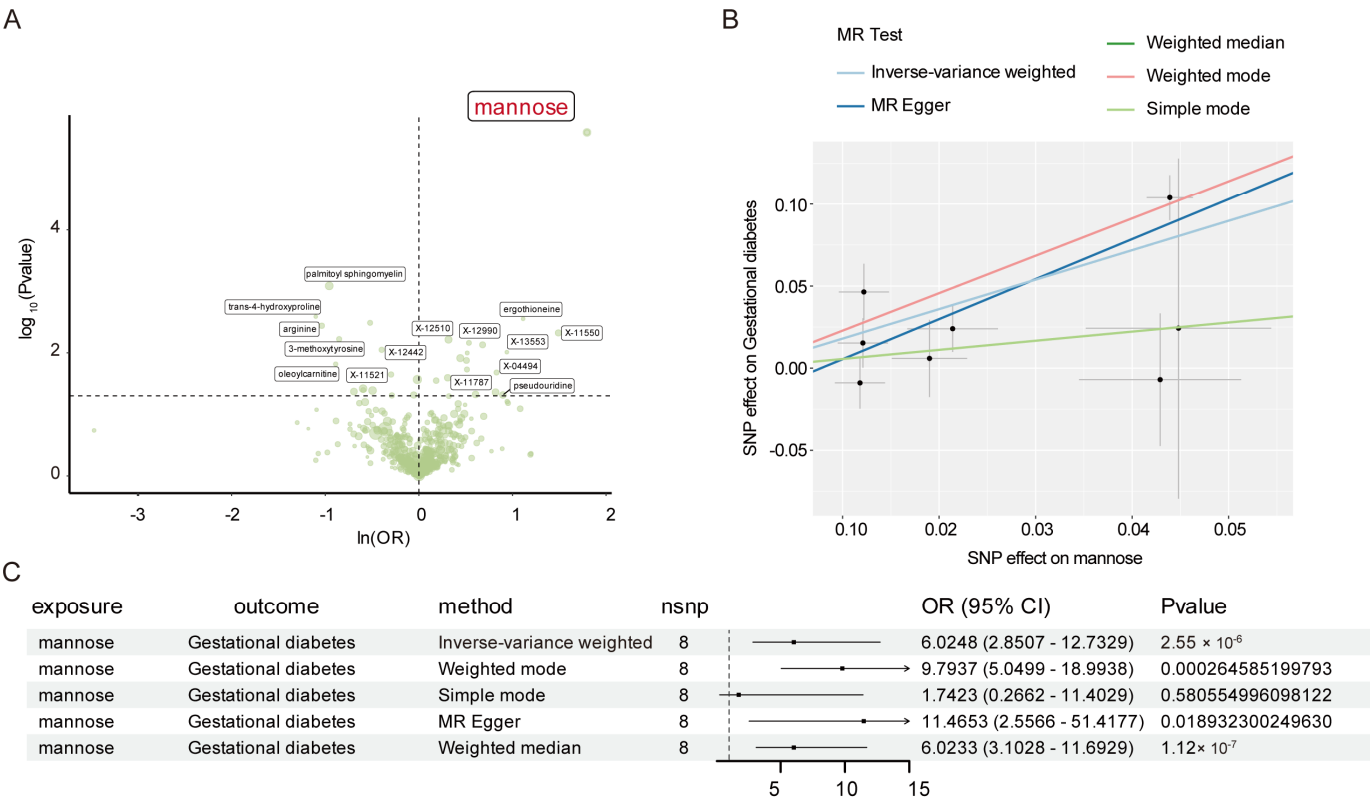 A
mannose
4
2
0
log 10 (Pvalue)
palmitoyl sphingomyelin
trans-4-hydroxyproline
arginine
3-methoxytyrosine
oleoylcarnitine
X-11521
X-12442
X-12510
X-12990
ergothioneine
X-11550
X-13553
X-04494
X-11787
pseudouridine
-3 -2 -1 0 1 2
ln(OR)
B
MR Test
Inverse-variance weighted
MR Egger
Weighted median
Weighted mode
Simple mode
SNP effect on Gestational diabetes
0.10
0.05
0.00
-0.05
0.10 0.02 0.03 0.04 0.05
SNP effect on mannose
C
exposure outcome method nsnp OR (95% CI) Pvalue
mannose Gestational diabetes Inverse-variance weighted 8 6.0248 (2.8507 - 12.7329) 2.55 × 10-6
mannose Gestational diabetes Weighted mode 8 9.7937 (5.0499 - 18.9938) 0.000264585199793
mannose Gestational diabetes Simple mode 8 1.7423 (0.2662 - 11.4029) 0.580554996098122
mannose Gestational diabetes MR Egger 8 11.4653 (2.5566 - 51.4177) 0.018932300249630
mannose Gestational diabetes Weighted median 8 6.0233 (3.1028 - 11.6929) 1.12× 10-7
5 10 15